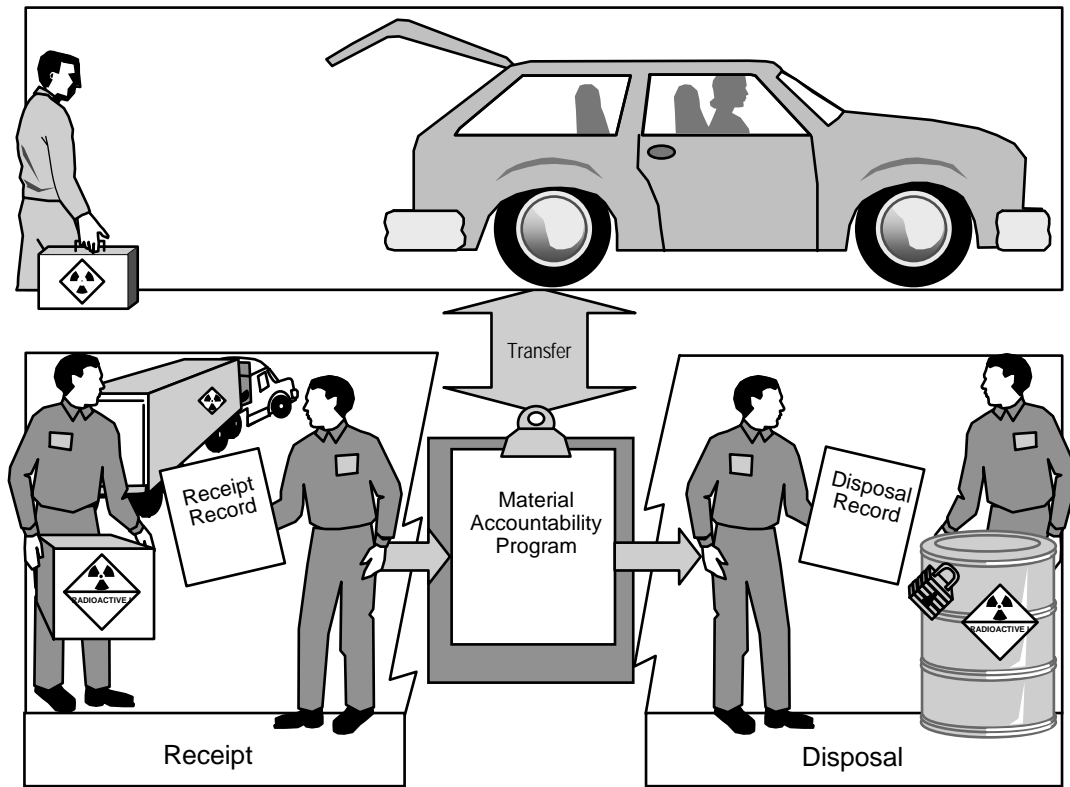 Transfer
Receipt
Record
RADIOACTIVE I
Material
Accountability
Program
Disposal
Record
RADIOACTIVE I
Receipt
Disposal